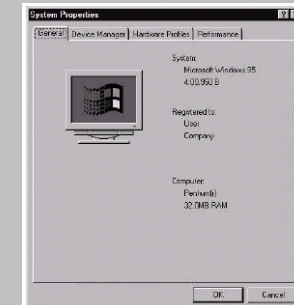 System Properties
General Device Manager Hardware Profiles Performance
System:
Microsoft Windows 95
4.00.950 B
Registered to:
User
Company
Computer:
Pentium(r)
32.0MB RAM
OK Cancel